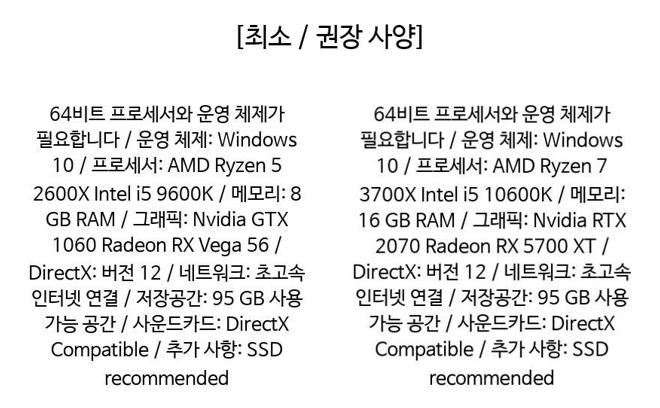 [최소 / 권장 사양]
64비트 프로세서와 운영 체제가
필요합니다 / 운영 체제: Windows
10 / 프로세서: AMD Ryzen 5
2600X Intel i5 9600K / 메모리: 8
GB RAM / 그래픽: Nvidia GTX
1060 Radeon RX Vega 56 /
DirectX: 버전 12 / 네트워크: 초고속
인터넷 연결 / 저장공간: 95 GB 사용
가능 공간 / 사운드카드: DirectX
Compatible / 추가 사항: SSD
recommended
64비트 프로세서와 운영 체제가
필요합니다 / 운영 체제: Windows
10 / 프로세서: AMD Ryzen 7
3700X Intel i5 10600K / 메모리:
16 GB RAM / 그래픽: Nvidia RTX
2070 Radeon RX 5700 XT /
DirectX: 버전 12 / 네트워크: 초고속
인터넷 연결 / 저장공간: 95 GB 사용
가능 공간 / 사운드카드: DirectX
Compatible / 추가 사항: SSD
recommended